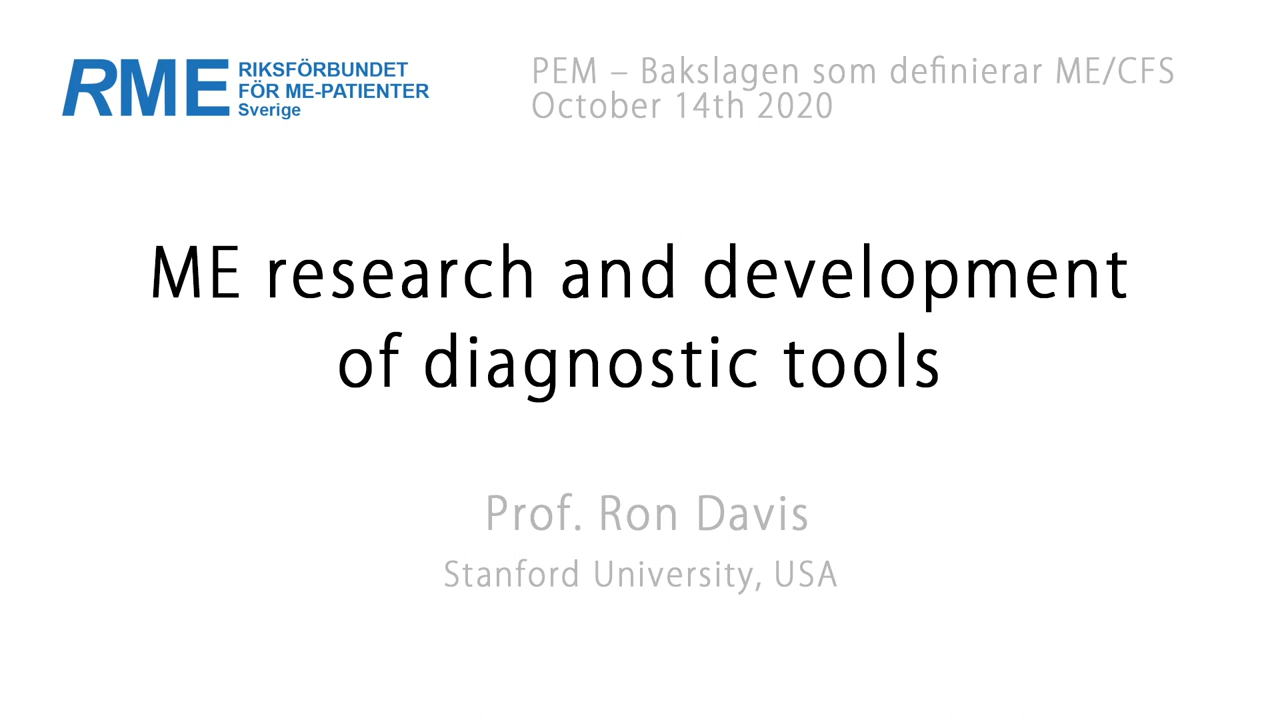 RME
RIKSFÖRBUNDET
FÖR ME-PATIENTER
Sverige
PEM – Bakslagen som definierar ME/CFS
October 14th 2020
ME research and development
of diagnostic tools
Prof. Ron Davis
Stanford University, USA